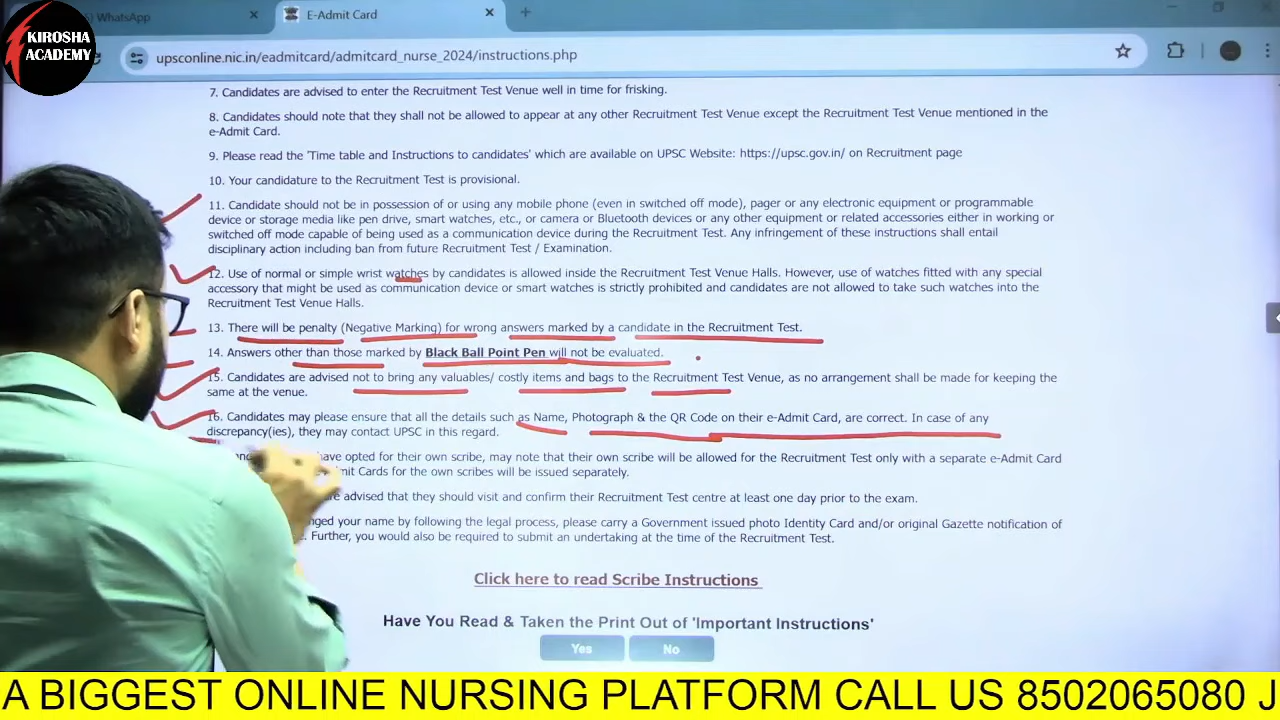 KIROSHA
ACADEMY
5) WhatsApp
E-Admit Card
upsconline.nic.in/eadmitcard/admitcard_nurse_2024/instructions.php
7. Candidates are advised to enter the Recruitment Test Venue well in time for frisking.
8. Candidates should note that they shall not be allowed to appear at any other Recruitment Test Venue except the Recruitment Test Venue mentioned in the
e-Admit Card.
9. Please read the 'Time table and Instructions to candidates' which are available on UPSC Website: https://upsc.gov.in/ on Recruitment page
10. Your candidature to the Recruitment Test is provisional.
11. Candidate should not be in possession of or using any mobile phone (even in switched off mode), pager or any electronic equipment or programmable
device or storage media like pen drive, smart watches, etc., or camera or Bluetooth devices or any other equipment or related accessories either in working or
switched off mode capable of being used as a communication device during the Recruitment Test. Any infringement of these instructions shall entail
disciplinary action including ban from future Recruitment Test / Examination.
12. Use of normal or simple wrist watches by candidates is allowed inside the Recruitment Test Venue Halls. However, use of watches fitted with any special
accessory that might be used as communication device or smart watches is strictly prohibited and candidates are not allowed to take such watches into the
Recruitment Test Venue Halls.
13. There will be penalty (Negative Marking) for wrong answers marked by a candidate in the Recruitment Test.
14. Answers other than those marked by Black Ball Point Pen will not be evaluated.
15. Candidates are advised not to bring any valuables/ costly items and bags to the Recruitment Test Venue, as no arrangement shall be made for keeping the
same at the venue.
16. Candidates may please ensure that all the details such as Name, Photograph & the QR Code on their e-Admit Card, are correct. In case of any
discrepancy(ies), they may contact UPSC in this regard.
have opted for their own scribe, may note that their own scribe will be allowed for the Recruitment Test only with a separate e-Admit Card
mit Cards for the own scribes will be issued separately.
re advised that they should visit and confirm their Recruitment Test centre at least one day prior to the exam.
nged your name by following the legal process, please carry a Government issued photo Identity Card and/or original Gazette notification of
. Further, you would also be required to submit an undertaking at the time of the Recruitment Test.
Click here to read Scribe Instructions
Have You Read & Taken the Print Out of 'Important Instructions'
Yes No
A BIGGEST ONLINE NURSING PLATFORM CALL US 8502065080 J